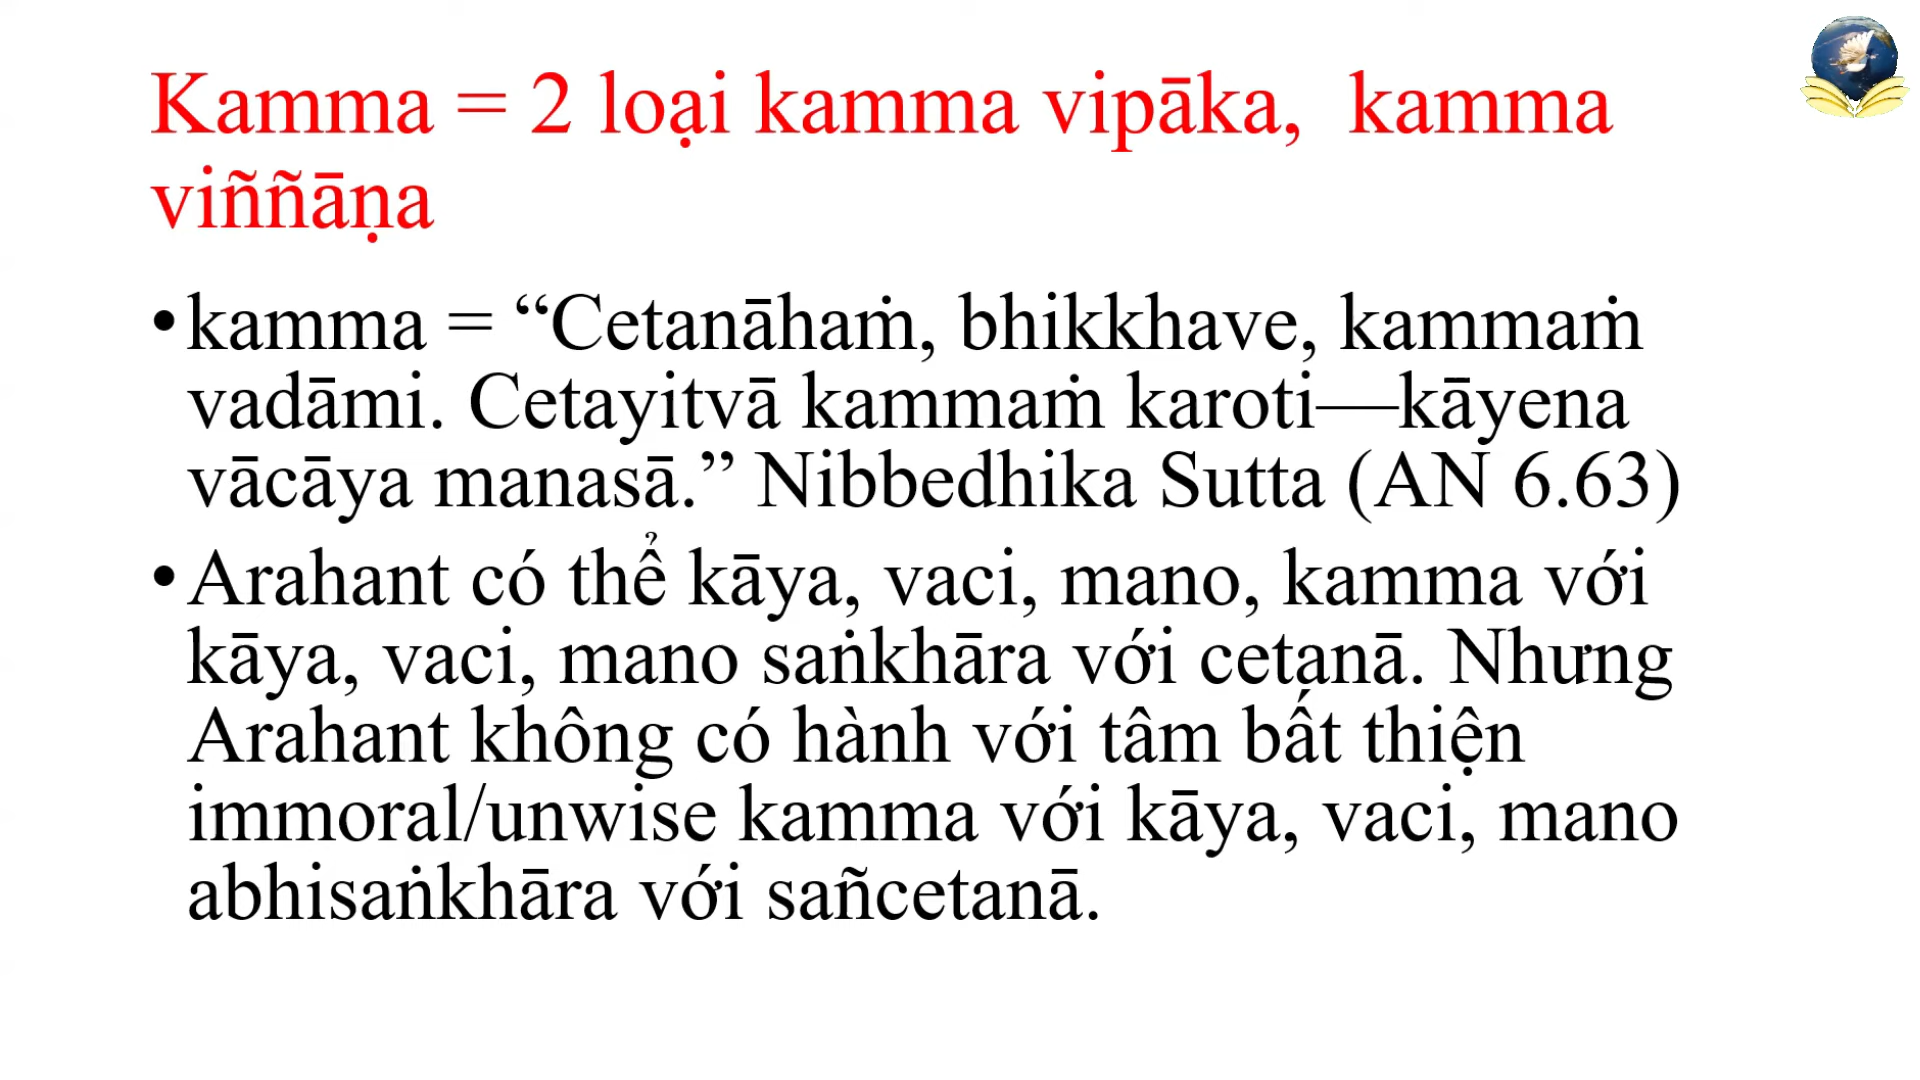 Kamma = 2 loại kamma vipāka,  kamma
viññāṇa
•kamma = “Cetanāhaṁ, bhikkhave, kammaṁ
vadāmi. Cetayitvā kammaṁ karoti—kāyena
vācāya manasā.” Nibbedhika Sutta (AN 6.63)
•Arahant có thể kāya, vaci, mano, kamma với
kāya, vaci, mano saṅkhāra với cetanā. Nhưng
Arahant không có hành với tâm bất thiện
immoral/unwise kamma với kāya, vaci, mano
abhisaṅkhāra với sañcetanā.